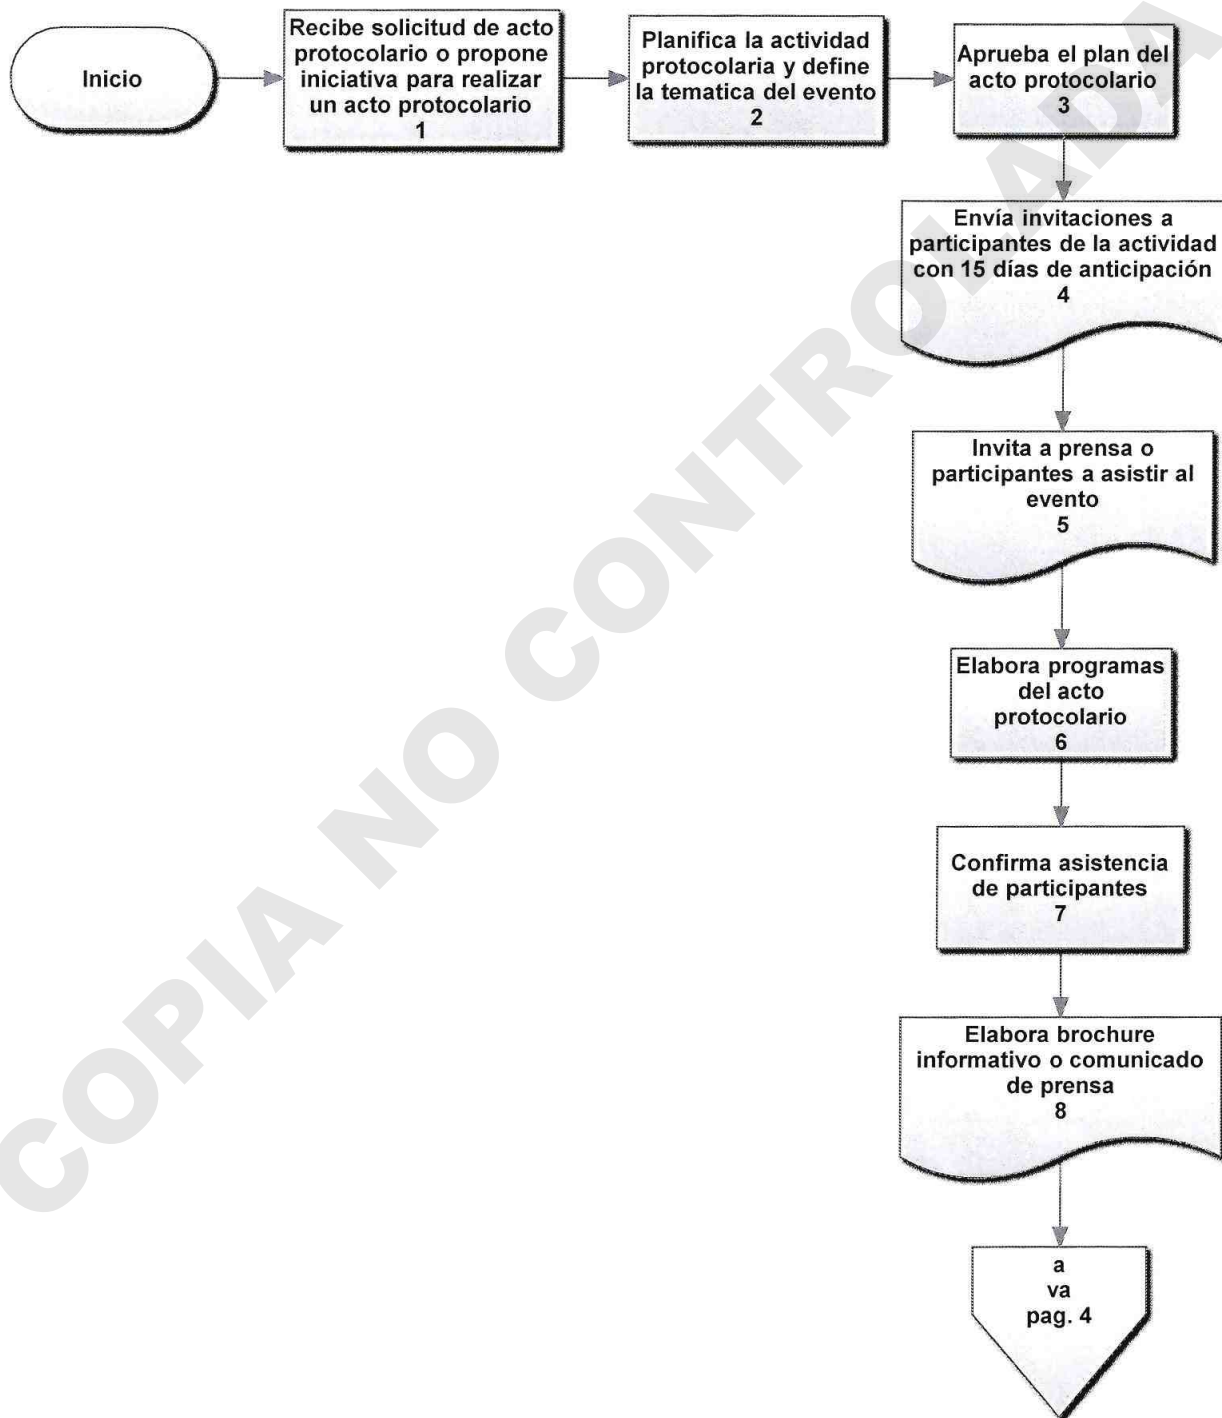 Inicio
Recibe solicitud de acto
protocolario o propone
iniciativa para realizar
un acto protocolario
1
Planifica la actividad
protocolaria y define
la tematica del evento
2
Aprueba el plan del
acto protocolario
3
Envía invitaciones a
participantes de la actividad
con 15 días de anticipación
4
Invita a prensa o
participantes a asistir al
evento
5
Elabora programas
del acto
protocolario
6
Confirma asistencia
de participantes
7
Elabora brochure
informativo o comunicado
de prensa
8
a
va
pag. 4
COPIA NO CONTROLADA